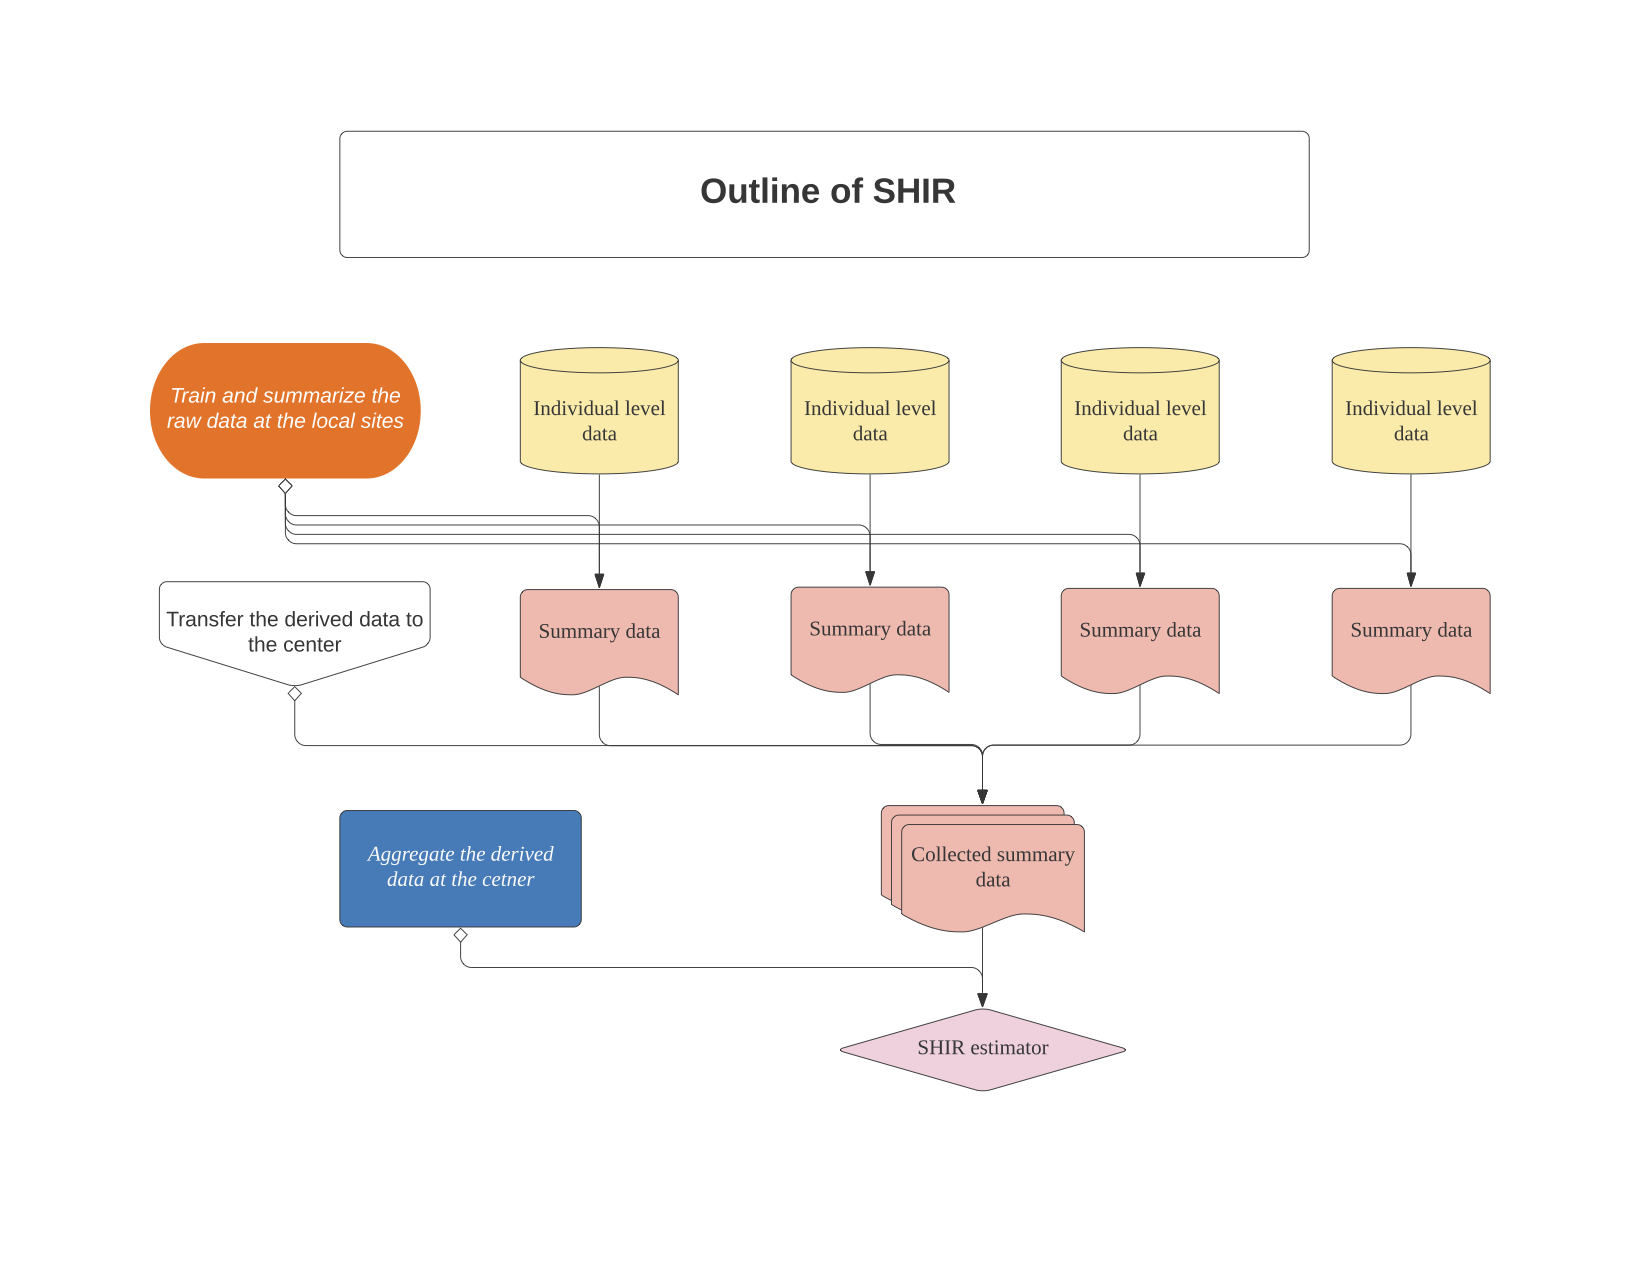 Outline of SHIR
Train and summarize the
raw data at the local sites
Individual level
data
Individual level
data
Individual level
data
Individual level
data
Transfer the derived data to
the center
Summary data
Summary data
Summary data
Summary data
Aggregate the derived
data at the cetner
Collected summary
data
SHIR estimator